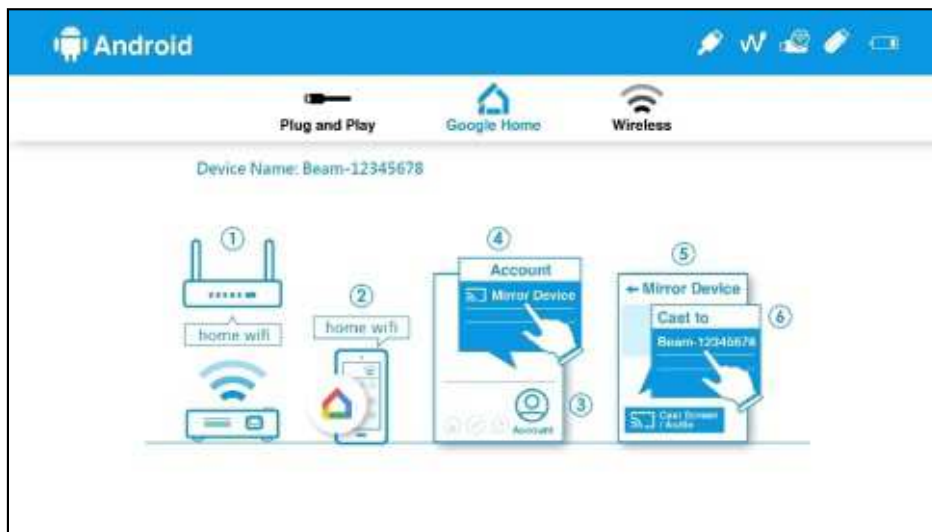 Android
Plug and Play
Google Home
Wireless
Device Name: Beam-12345678
①
home wifi
②
home wifi
④
Account
Mirror Device
③
Account
⑤
← Mirror Device
Cast to
⑥
Beam-12345678
Cast Screen
/ Audio